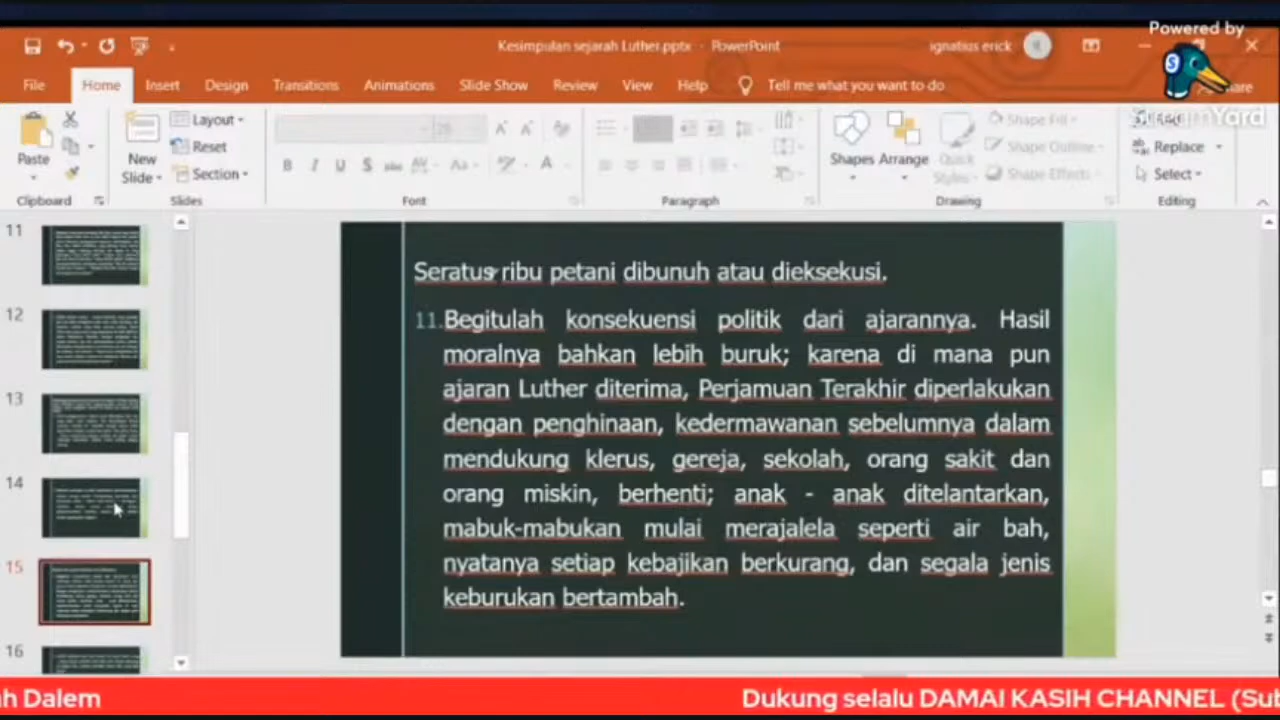 Powered by
Kesimpulan sejarah Luther.pptx - PowerPoint
ignatius erick
File Home Insert Design Transitions Animations Slide Show Review View Help Tell me what you want to do
StreamYard
Paste
New
Slide
Layout
Reset
Section
Shapes
Arrange
Quick
Styles
Shape Fill
Shape Outline
Shape Effects
Replace
Select
Clipboard
Slides
Font
Paragraph
Drawing
Editing
11
12
13
14
15
16
Seratus ribu petani dibunuh atau dieksekusi.
11.Begitulah konsekuensi politik dari ajarannya. Hasil
moralnya bahkan lebih buruk; karena di mana pun
ajaran Luther diterima, Perjamuan Terakhir diperlakukan
dengan penghinaan, kedermawanan sebelumnya dalam
mendukung klerus, gereja, sekolah, orang sakit dan
orang miskin, berhenti; anak - anak ditelantarkan,
mabuk-mabukan mulai merajalela seperti air bah,
nyatanya setiap kebajikan berkurang, dan segala jenis
keburukan bertambah.
ah Dalem
Dukung selalu DAMAI KASIH CHANNEL (Sub